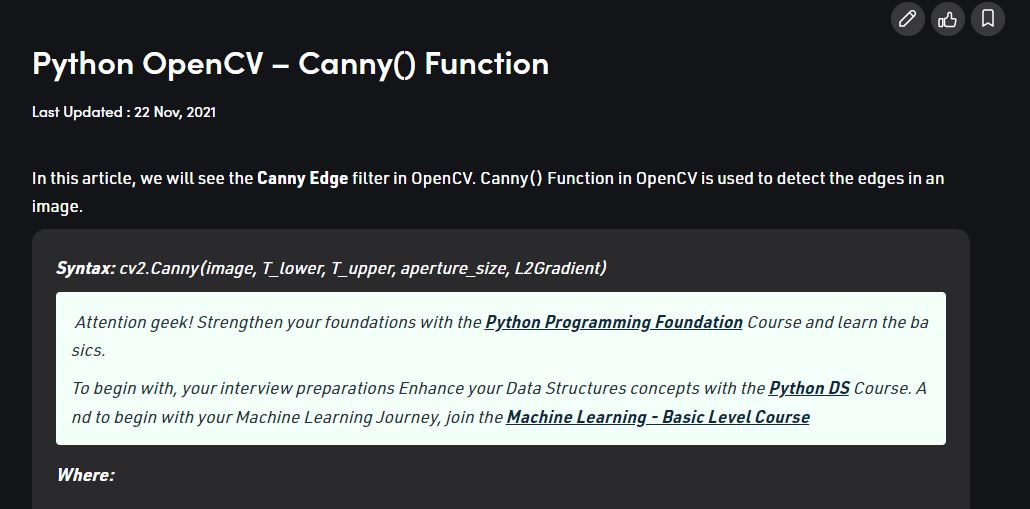 Python OpenCV – Canny() Function
Last Updated : 22 Nov, 2021
In this article, we will see the Canny Edge filter in OpenCV. Canny() Function in OpenCV is used to detect the edges in an
image.
Syntax: cv2.Canny(image, T_lower, T_upper, aperture_size, L2Gradient)
Attention geek! Strengthen your foundations with the Python Programming Foundation Course and learn the ba
sics.
To begin with, your interview preparations Enhance your Data Structures concepts with the Python DS Course. A
nd to begin with your Machine Learning Journey, join the Machine Learning - Basic Level Course
Where: